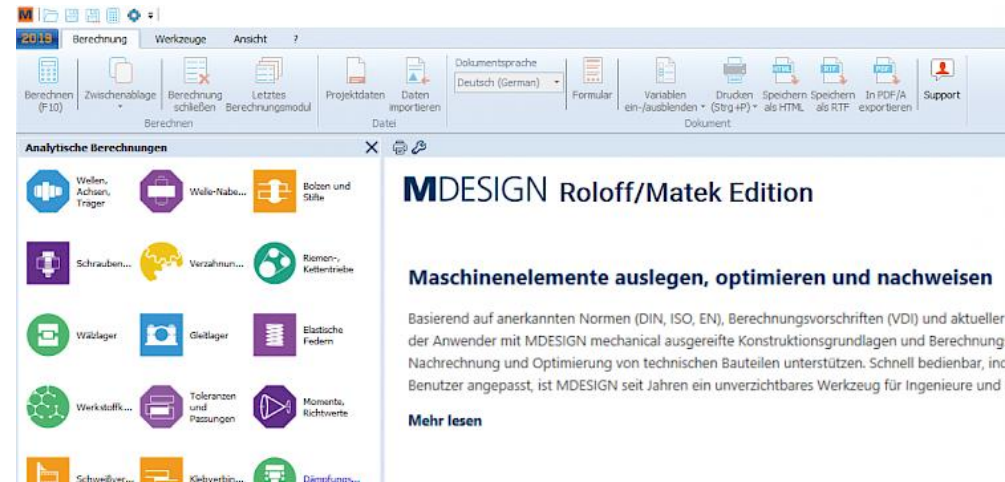 M
2019 Berechnung Werkzeuge Ansicht ?
Berechnen (F10)
Zwischenablage
Berechnung schließen
Letztes Berechnungsmodul
Projektdaten
Daten importieren
Dokumentsprache
Deutsch (German)
Formular
Variablen ein-/ausblenden
Drucken (Strg+P)
Speichern als HTML
Speichern als RTF
In PDF/A exportieren
Support
Berechnen
Datei
Dokument
Analytische Berechnungen
Wellen,
Achsen,
Träger
Welle-Nabe...
Bolzen und
Stifte
Schrauben...
Verzahnun...
Riemen-,
Kettentriebe
Wälzlager
Gleitlager
Elastische
Federn
Werkstoffk...
Toleranzen
und
Passungen
Momente,
Richtwerte
Schweißver...
Klebverbin...
Dämpfungs...
MDESIGN Roloff/Matek Edition
Maschinenelemente auslegen, optimieren und nachweisen
Basierend auf anerkannten Normen (DIN, ISO, EN), Berechnungsvorschriften (VDI) und aktueller
der Anwender mit MDESIGN mechanical ausgereifte Konstruktionsgrundlagen und Berechnung
Nachrechnung und Optimierung von technischen Bauteilen unterstützen. Schnell bedienbar, in
Benutzer angepasst, ist MDESIGN seit Jahren ein unverzichtbares Werkzeug für Ingenieure und
Mehr lesen